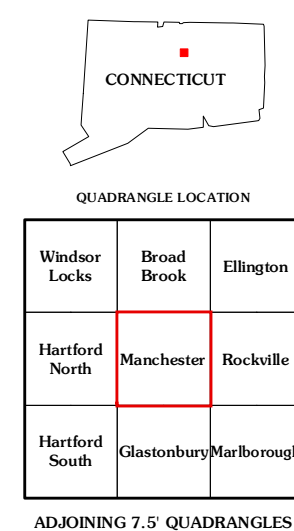 CONNECTICUT
QUADRANGLE LOCATION
Windsor
Locks
Broad
Brook
Ellington
Hartford
North
Manchester
Rockville
Hartford
South
Glastonbury
Marlborough
ADJOINING 7.5' QUADRANGLES